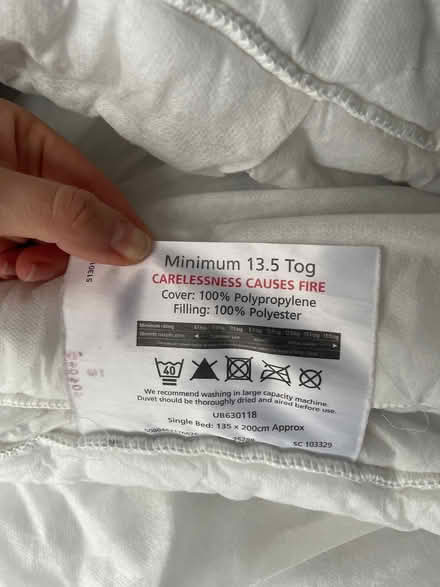 Minimum 13.5 Tog
CARELESSNESS CAUSES FIRE
Cover: 100% Polypropylene
Filling: 100% Polyester
40
We recommend washing in large capacity machine.
Duvet should be thoroughly dried and aired before use.
UB630118
Single Bed: 135 x 200cm Approx
SC 103329